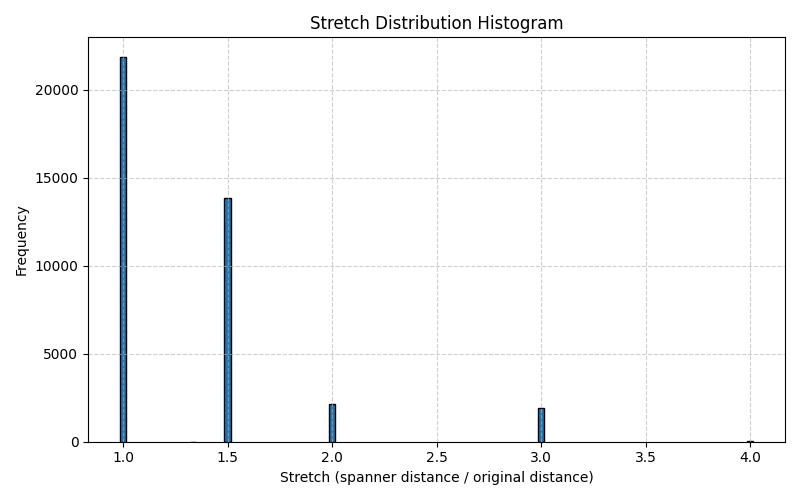 Stretch Distribution Histogram
Frequency
20000
15000
10000
5000
0
1.0 1.5 2.0 2.5 3.0 3.5 4.0
Stretch (spanner distance / original distance)